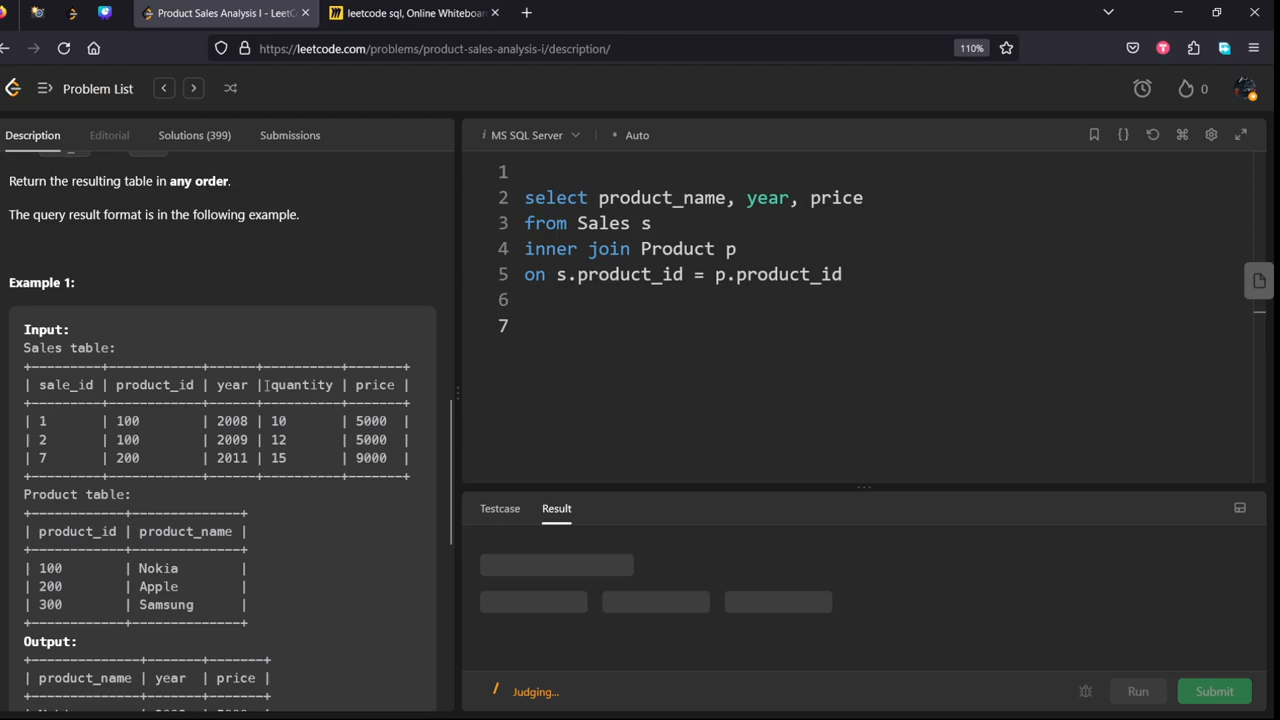 Product Sales Analysis I - LeetCo
leetcode sql, Online Whiteboard
https://leetcode.com/problems/product-sales-analysis-i/description/
110%
Problem List
0
Description
Editorial
Solutions (399)
Submissions
Return the resulting table in any order.
The query result format is in the following example.
Example 1:
Input:
Sales table:
+---------+------------+------+----------+-------+
| sale_id | product_id | year | quantity | price |
+---------+------------+------+----------+-------+
| 1       | 100        | 2008 | 10       | 5000  |
| 2       | 100        | 2009 | 12       | 5000  |
| 7       | 200        | 2011 | 15       | 9000  |
+---------+------------+------+----------+-------+
Product table:
+------------+--------------+
| product_id | product_name |
+------------+--------------+
| 100        | Nokia        |
| 200        | Apple        |
| 300        | Samsung      |
+------------+--------------+
Output:
+--------------+-------+-------+
| product_name | year  | price |
+--------------+-------+-------+
i MS SQL Server
Auto
1
2 select product_name, year, price
3 from Sales s
4 inner join Product p
5 on s.product_id = p.product_id
6
7
Testcase
Result
Judging...
Run
Submit